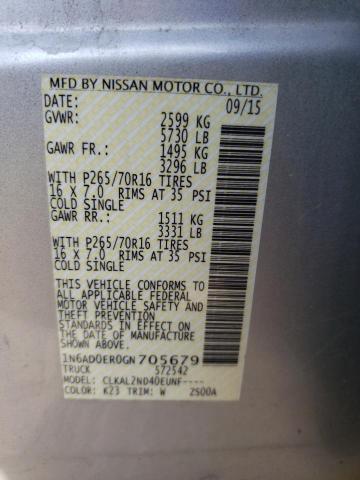 MFD BY NISSAN MOTOR CO., LTD.
DATE: 09/15
GVWR: 2599 KG
5730 LB
GAWR FR.: 1495 KG
3296 LB
WITH P265/70R16 TIRES
16 X 7.0 RIMS AT 35 PSI
COLD SINGLE
GAWR RR.: 1511 KG
3331 LB
WITH P265/70R16 TIRES
16 X 7.0 RIMS AT 35 PSI
COLD SINGLE
THIS VEHICLE CONFORMS TO
ALL APPLICABLE FEDERAL
MOTOR VEHICLE SAFETY AND
THEFT PREVENTION
STANDARDS IN EFFECT ON
THE DATE OF MANUFACTURE
SHOWN ABOVE.
1N6AD0ER0GN705679
TRUCK 572542
MODEL: CLKAL2ND40EUNF----
COLOR: K23 TRIM: W 2S00A